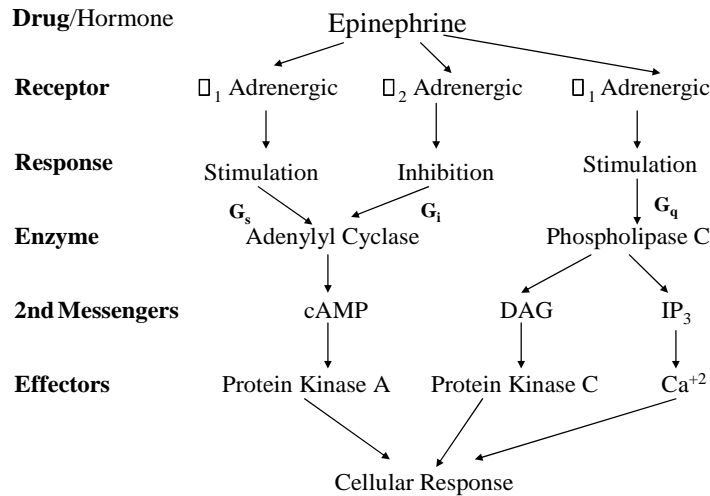 Drug/Hormone Epinephrine
Receptor □₁ Adrenergic □₂ Adrenergic □₁ Adrenergic
Response Stimulation Inhibition Stimulation
Gₛ Gᵢ G_q
Enzyme Adenylyl Cyclase Phospholipase C
2nd Messengers cAMP DAG IP₃
Effectors Protein Kinase A Protein Kinase C Ca⁺²
Cellular Response